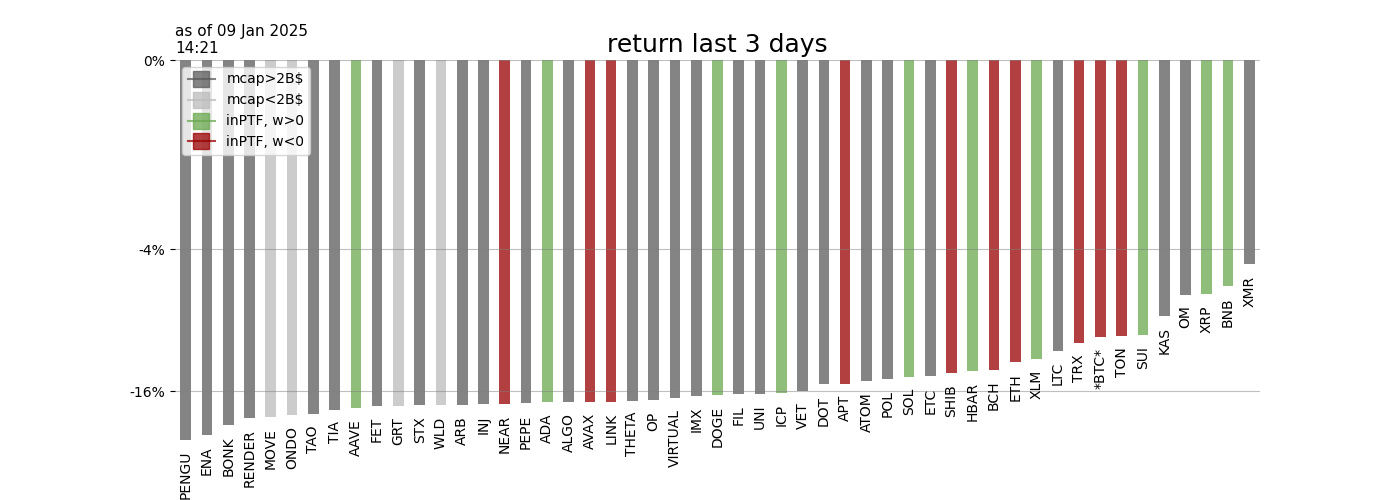 as of 09 Jan 2025
14:21
return last 3 days
0%
-4%
-16%
mcap>2B$
mcap<2B$
inPTF, w>0
inPTF, w<0
PENGU
ENA
BONK
RENDER
MOVE
ONDO
TAO
TIA
AAVE
FET
GRT
STX
WLD
ARB
INJ
NEAR
PEPE
ADA
ALGO
AVAX
LINK
THETA
OP
VIRTUAL
IMX
DOGE
FIL
UNI
ICP
VET
DOT
APT
ATOM
POL
SOL
ETC
SHIB
HBAR
BCH
ETH
XLM
LTC
TRX
*BTC*
TON
SUI
KAS
OM
XRP
BNB
XMR